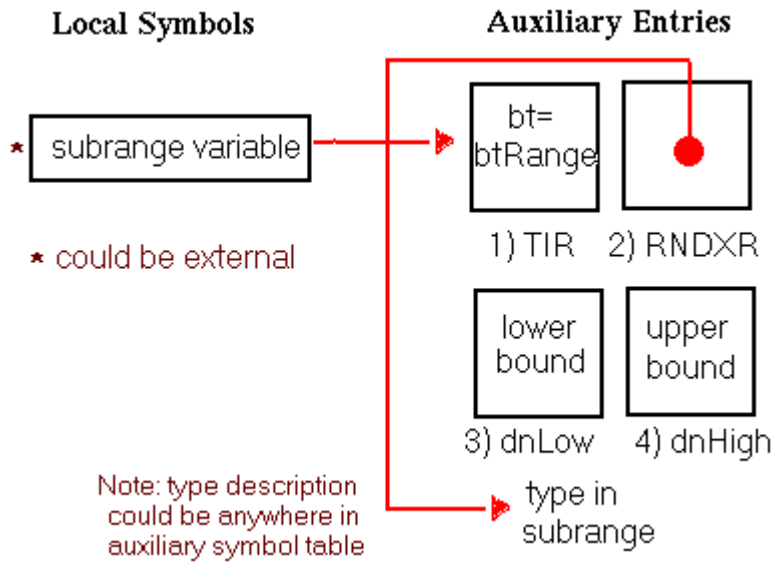 Local Symbols
Auxiliary Entries
* subrange variable
bt=
btRange
1) TIR
2) RNDXR
* could be external
lower
bound
upper
bound
3) dnLow
4) dnHigh
Note: type description
could be anywhere in
auxiliary symbol table
type in
subrange